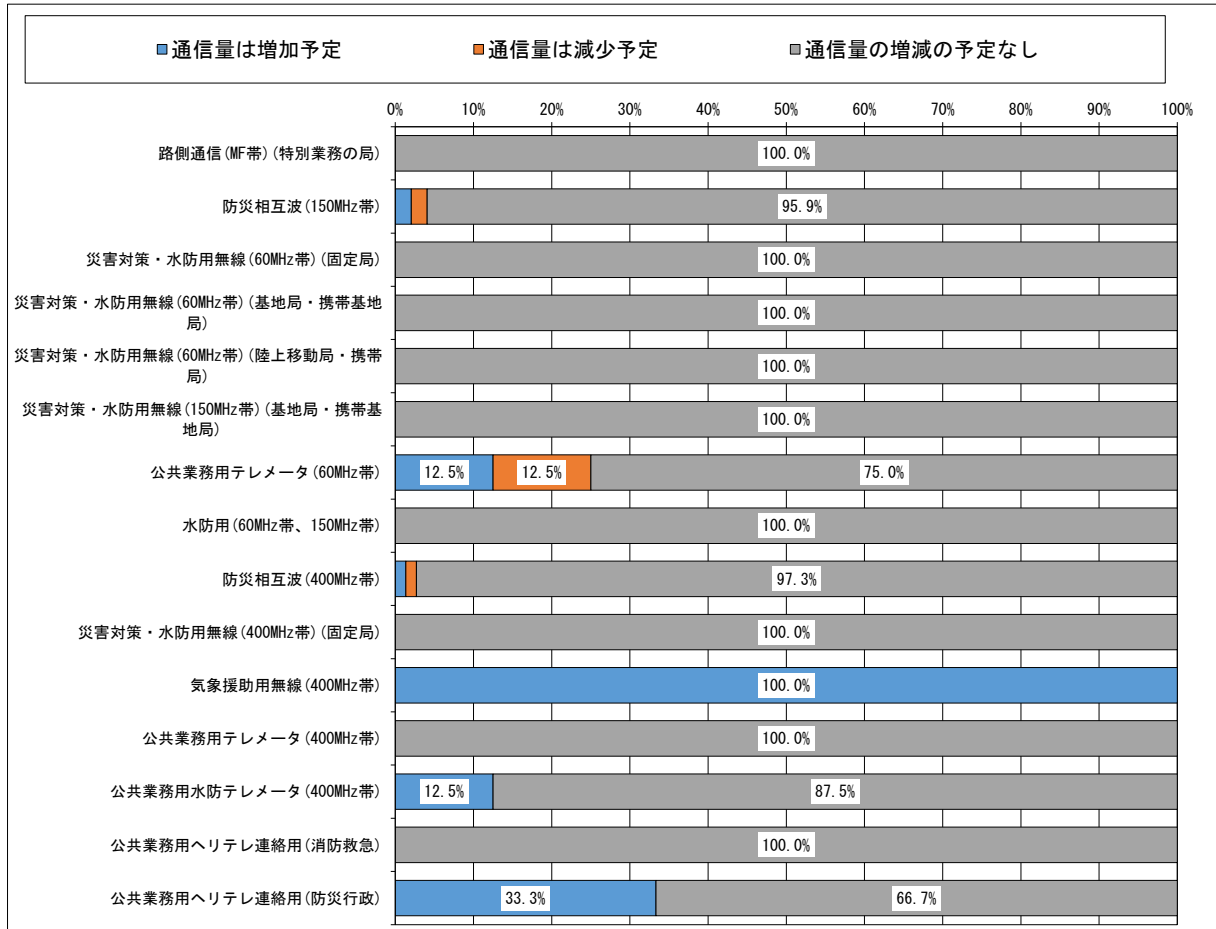 ■通信量は増加予定 ■通信量は減少予定 ■通信量の増減の予定なし
0% 10% 20% 30% 40% 50% 60% 70% 80% 90% 100%
路側通信(MF帯)(特別業務の局) 100.0%
防災相互波(150MHz帯) 95.9%
災害対策・水防用無線(60MHz帯)(固定局) 100.0%
災害対策・水防用無線(60MHz帯)(基地局・携帯基地
局) 100.0%
災害対策・水防用無線(60MHz帯)(陸上移動局・携帯
局) 100.0%
災害対策・水防用無線(150MHz帯)(基地局・携帯基
地局) 100.0%
公共業務用テレメータ(60MHz帯) 12.5% 12.5% 75.0%
水防用(60MHz帯、150MHz帯) 100.0%
防災相互波(400MHz帯) 97.3%
災害対策・水防用無線(400MHz帯)(固定局) 100.0%
気象援助用無線(400MHz帯) 100.0%
公共業務用テレメータ(400MHz帯) 100.0%
公共業務用水防テレメータ(400MHz帯) 12.5% 87.5%
公共業務用ヘリテレ連絡用(消防救急) 100.0%
公共業務用ヘリテレ連絡用(防災行政) 33.3% 66.7%